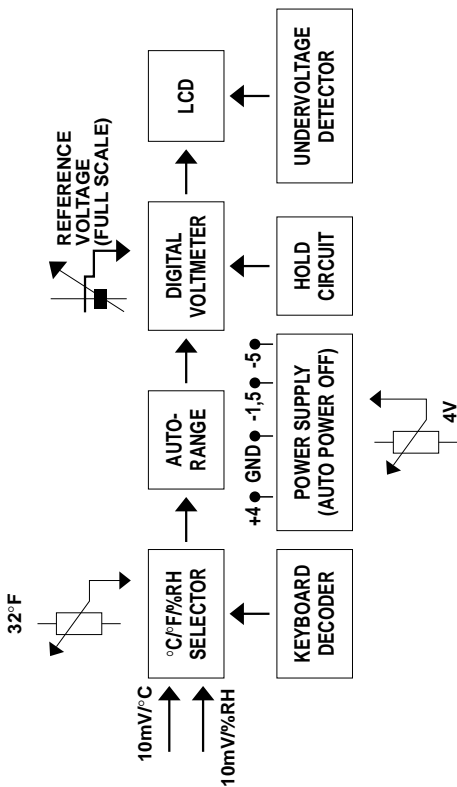 32°F
10mV/°C
10mV/%RH
°C/°F/%RH
SELECTOR
KEYBOARD
DECODER
AUTO-
RANGE
+4 GND -1,5 -5
POWER SUPPLY
(AUTO POWER OFF)
4V
REFERENCE
VOLTAGE
(FULL SCALE)
DIGITAL
VOLTMETER
HOLD
CIRCUIT
LCD
UNDERVOLTAGE
DETECTOR